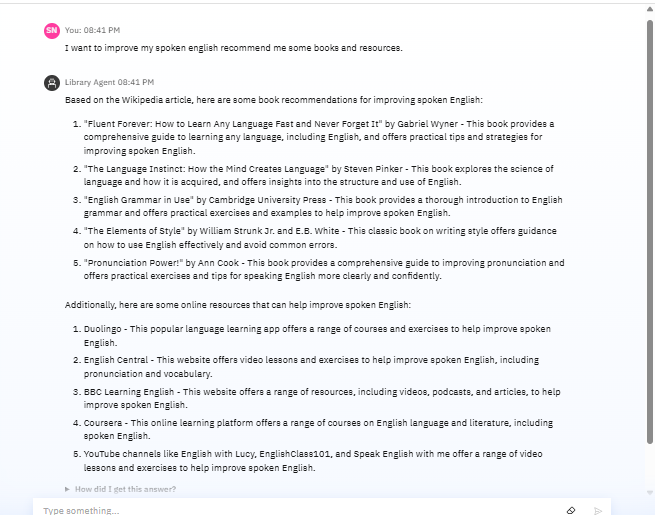 SN You: 08:41 PM
I want to improve my spoken english recommend me some books and resources.
Library Agent 08:41 PM
Based on the Wikipedia article, here are some book recommendations for improving spoken English:
1. "Fluent Forever: How to Learn Any Language Fast and Never Forget It" by Gabriel Wyner - This book provides a
comprehensive guide to learning any language, including English, and offers practical tips and strategies for
improving spoken English.
2. "The Language Instinct: How the Mind Creates Language" by Steven Pinker - This book explores the science of
language and how it is acquired, and offers insights into the structure and use of English.
3. "English Grammar in Use" by Cambridge University Press - This book provides a thorough introduction to English
grammar and offers practical exercises and examples to help improve spoken English.
4. "The Elements of Style" by William Strunk Jr. and E.B. White - This classic book on writing style offers guidance
on how to use English effectively and avoid common errors.
5. "Pronunciation Power!" by Ann Cook - This book provides a comprehensive guide to improving pronunciation and
offers practical exercises and tips for speaking English more clearly and confidently.
Additionally, here are some online resources that can help improve spoken English:
1. Duolingo - This popular language learning app offers a range of courses and exercises to help improve spoken
English.
2. English Central - This website offers video lessons and exercises to help improve spoken English, including
pronunciation and vocabulary.
3. BBC Learning English - This website offers a range of resources, including videos, podcasts, and articles, to help
improve spoken English.
4. Coursera - This online learning platform offers a range of courses on English language and literature, including
spoken English.
5. YouTube channels like English with Lucy, EnglishClass101, and Speak English with me offer a range of video
lessons and exercises to help improve spoken English.
How did I get this answer?
Type something...